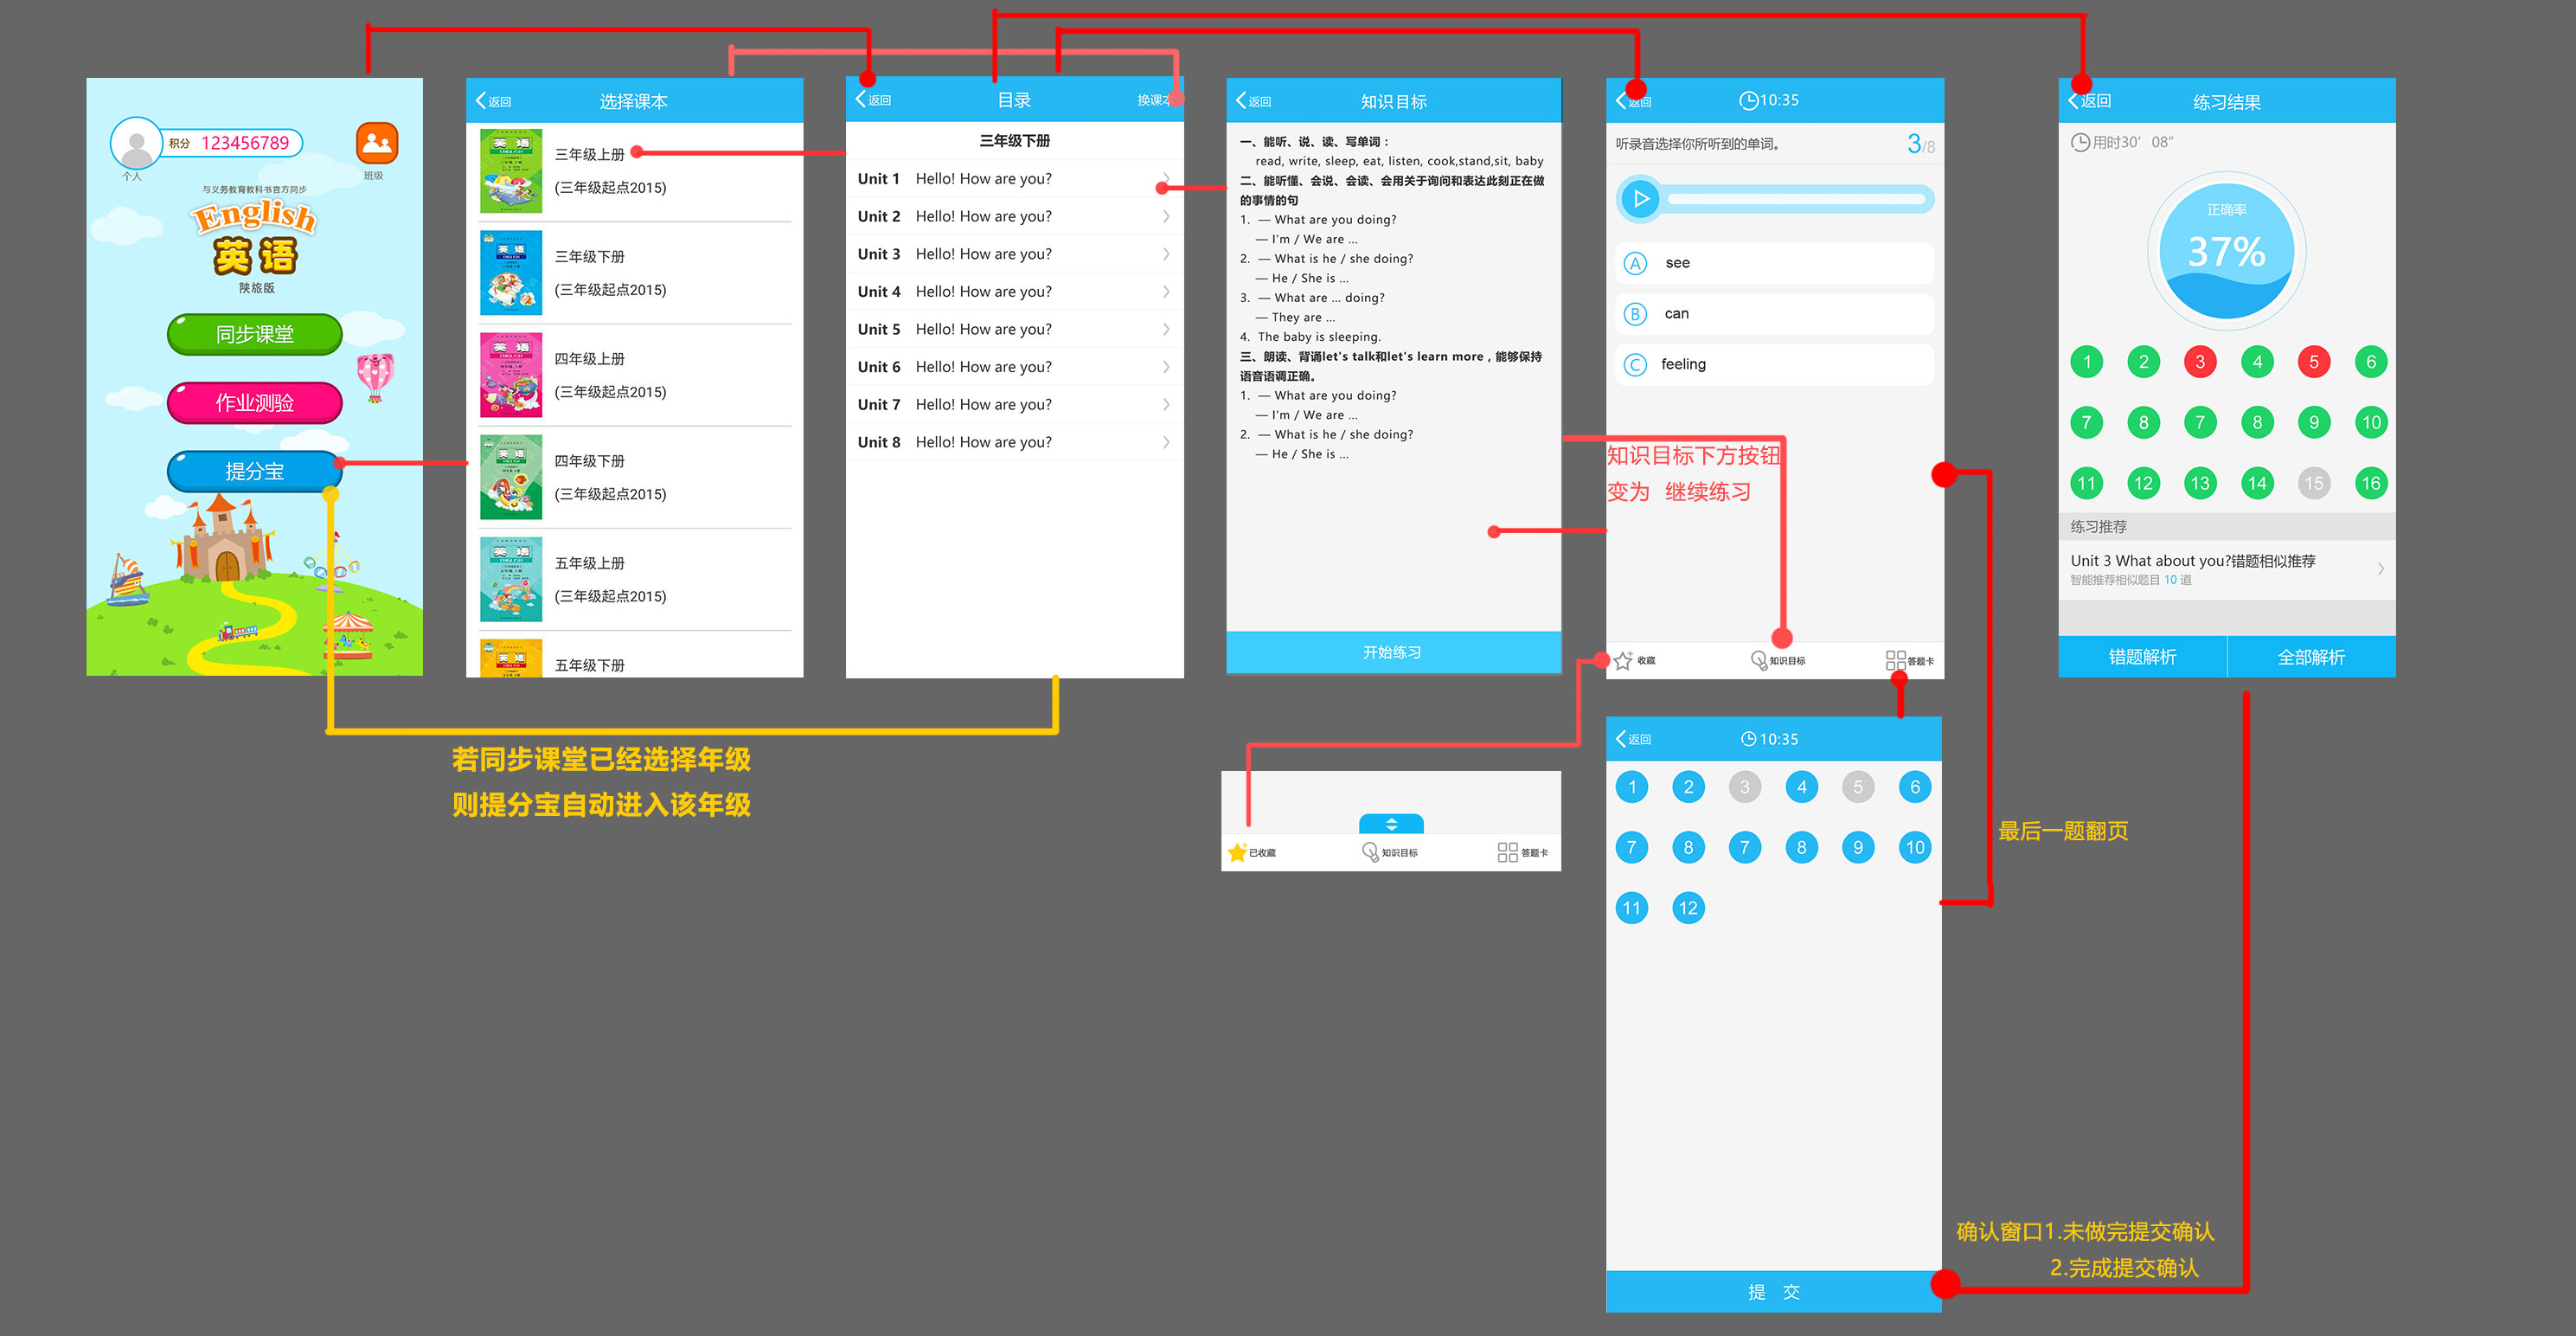 积分 123456789
个人
班级
与义务教育教科书官方同步
English
英语
陕旅版
同步课堂
作业测验
提分宝
返回 选择课本
英语
ENGLISH
三年级上册
(三年级起点2015)
英语
三年级下册
(三年级起点2015)
英语
四年级上册
(三年级起点2015)
英语
四年级下册
(三年级起点2015)
英语
五年级上册
(三年级起点2015)
英语
五年级下册
返回 目录 换课本
三年级下册
Unit 1 Hello! How are you?
Unit 2 Hello! How are you?
Unit 3 Hello! How are you?
Unit 4 Hello! How are you?
Unit 5 Hello! How are you?
Unit 6 Hello! How are you?
Unit 7 Hello! How are you?
Unit 8 Hello! How are you?
若同步课堂已经选择年级
则提分宝自动进入该年级
返回 知识目标
一、能听、说、读、写单词：
read, write, sleep, eat, listen, cook,stand,sit, baby
二、能听懂、会说、会读、会用关于询问和表达此刻正在做
的事情的句
1. — What are you doing?
— I'm / We are ...
2. — What is he / she doing?
— He / She is ...
3. — What are ... doing?
— They are ...
4. The baby is sleeping.
三、朗读、背诵let's talk和let's learn more，能够保持
语音语调正确。
1. — What are you doing?
— I'm / We are ...
2. — What is he / she doing?
— He / She is ...
开始练习
已收藏 知识目标 答题卡
返回 10:35
听录音选择你所听到的单词。 3/8
A see
B can
C feeling
知识目标下方按钮
变为 继续练习
收藏 知识目标 答题卡
返回 10:35
1 2 3 4 5 6
7 8 7 8 9 10
11 12
提 交
最后一题翻页
确认窗口1.未做完提交确认
2.完成提交确认
返回 练习结果
用时30′ 08″
正确率
37%
1 2 3 4 5 6
7 8 7 8 9 10
11 12 13 14 15 16
练习推荐
Unit 3 What about you?错题相似推荐
智能推荐相似题目 10 道
错题解析 全部解析